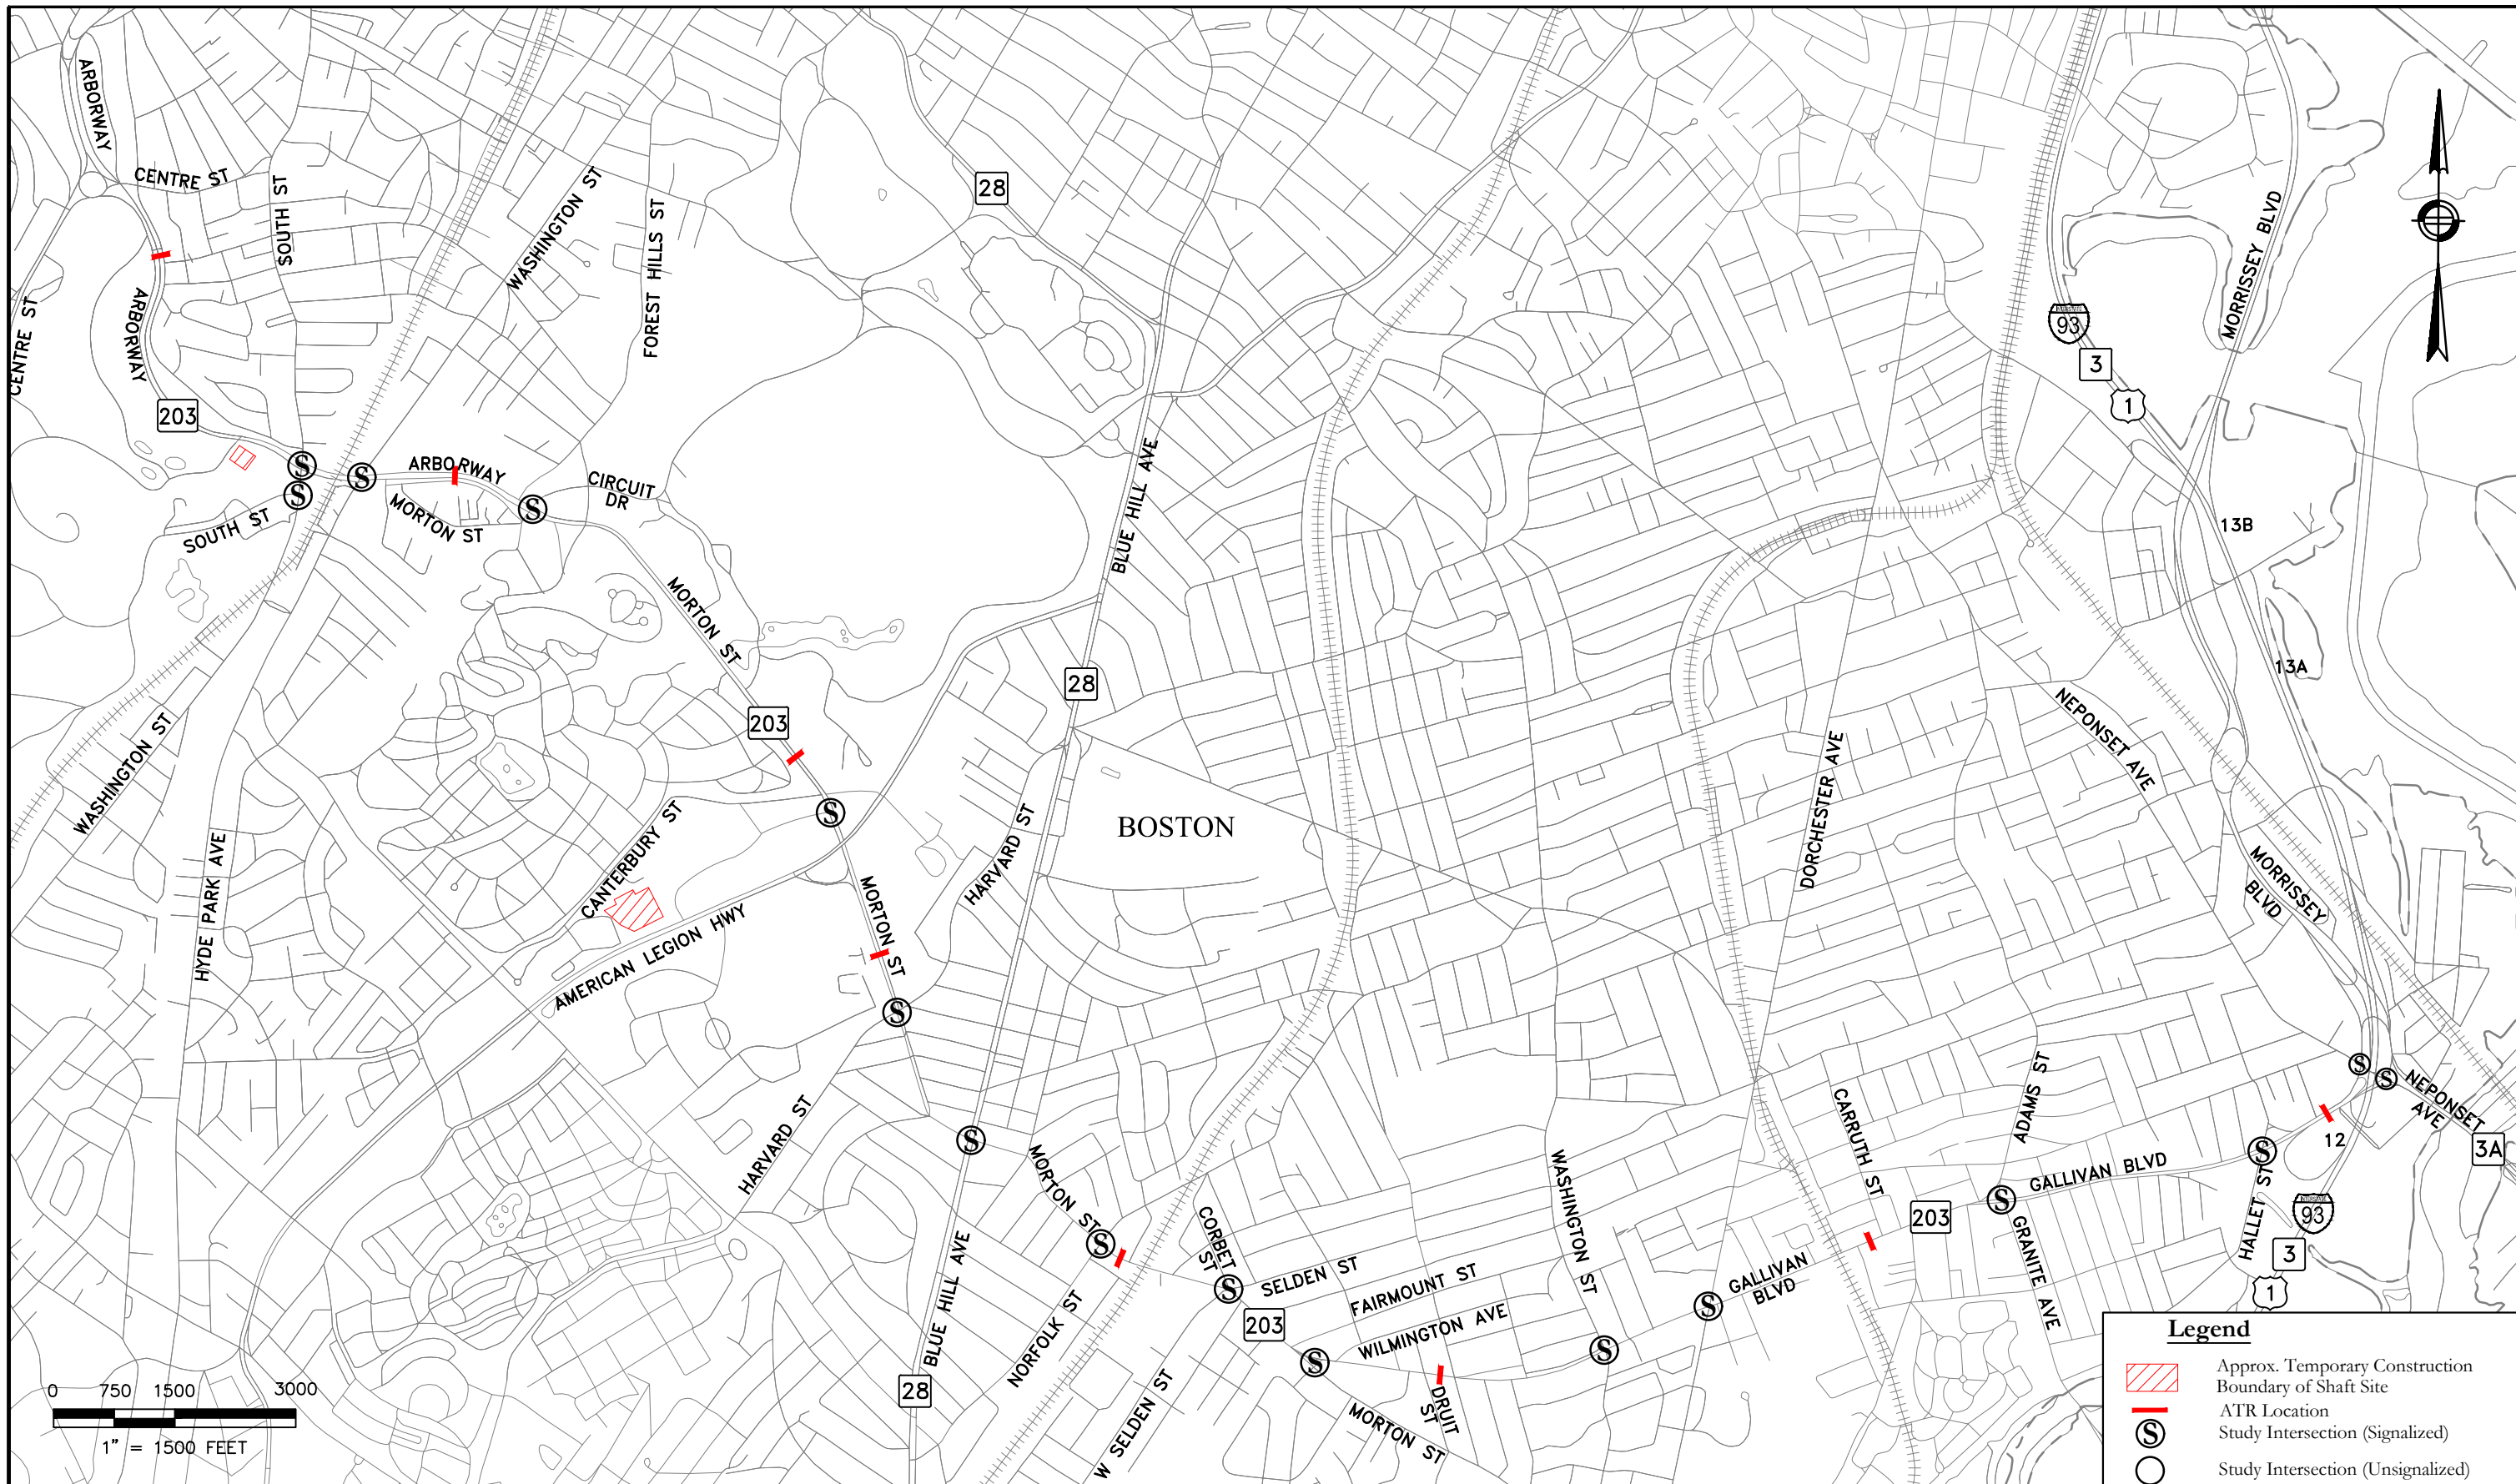 ARBORWAY
CENTRE ST
SOUTH ST
WASHINGTON ST
FOREST HILLS ST
28
MORRISSEY BLVD
CENTRE ST
ARBORWAY
203
93
3
1
S
S
S
ARBORWAY
S
CIRCUIT
DR
MORTON ST
SOUTH ST
BLUE HILL AVE
13B
MORTON ST
13A
28
203
NEPONSET AVE
WASHINGTON ST
DORCHESTER AVE
S
HARVARD ST
BOSTON
CANTERBURY ST
HYDE PARK AVE
MORTON ST
MORRISSEY
BLVD
AMERICAN LEGION HWY
S
S
S
NEPONSET
AVE
ADAMS ST
CARRUTH ST
HARVARD ST
S
12
3A
S
MORTON ST
S
WASHINGTON ST
GALLIVAN BLVD
S
HALLET ST
93
CORBET
ST
203
GRANITE AVE
3
1
S
SELDEN ST
FAIRMOUNT ST
GALLIVAN
BLVD
S
BLUE HILL AVE
NORFOLK ST
203
WILMINGTON AVE
S
S
28
W SELDEN ST
DRUIT
ST
MORTON ST
0 750 1500 3000
1" = 1500 FEET
Legend
Approx. Temporary Construction
Boundary of Shaft Site
ATR Location
S Study Intersection (Signalized)
Study Intersection (Unsignalized)